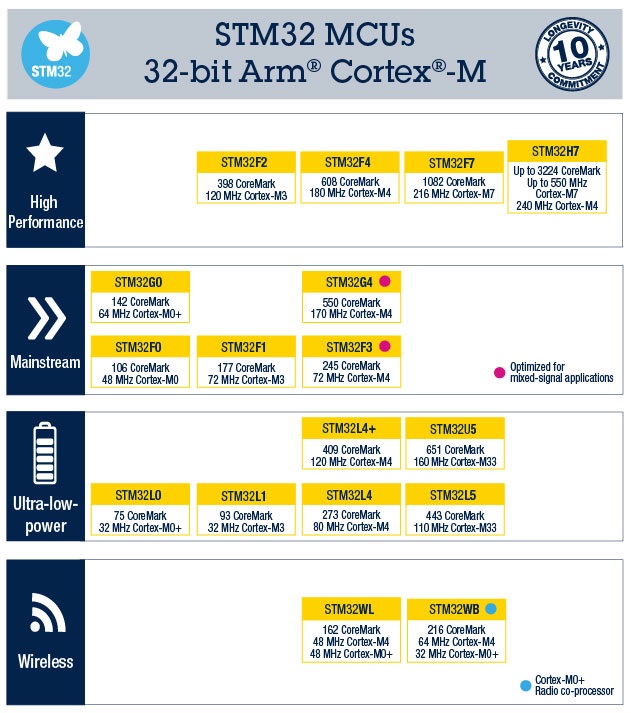 STM32
STM32 MCUs
32-bit Arm® Cortex®-M
LONGEVITY
10
YEARS
COMMITMENT
High
Performance
STM32F2
398 CoreMark
120 MHz Cortex-M3
STM32F4
608 CoreMark
180 MHz Cortex-M4
STM32F7
1082 CoreMark
216 MHz Cortex-M7
STM32H7
Up to 3224 CoreMark
Up to 550 MHz
Cortex-M7
240 MHz Cortex-M4
Mainstream
STM32G0
142 CoreMark
64 MHz Cortex-M0+
STM32G4
550 CoreMark
170 MHz Cortex-M4
STM32F0
106 CoreMark
48 MHz Cortex-M0
STM32F1
177 CoreMark
72 MHz Cortex-M3
STM32F3
245 CoreMark
72 MHz Cortex-M4
Optimized for
mixed-signal applications
Ultra-low-
power
STM32L4+
409 CoreMark
120 MHz Cortex-M4
STM32U5
651 CoreMark
160 MHz Cortex-M33
STM32L0
75 CoreMark
32 MHz Cortex-M0+
STM32L1
93 CoreMark
32 MHz Cortex-M3
STM32L4
273 CoreMark
80 MHz Cortex-M4
STM32L5
443 CoreMark
110 MHz Cortex-M33
Wireless
STM32WL
162 CoreMark
48 MHz Cortex-M4
48 MHz Cortex-M0+
STM32WB
216 CoreMark
64 MHz Cortex-M4
32 MHz Cortex-M0+
Cortex-M0+
Radio co-processor